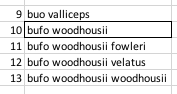 9 buo valliceps
10 bufo woodhousii
11 bufo woodhousii fowleri
12 bufo woodhousii velatus
13 bufo woodhousii woodhousii